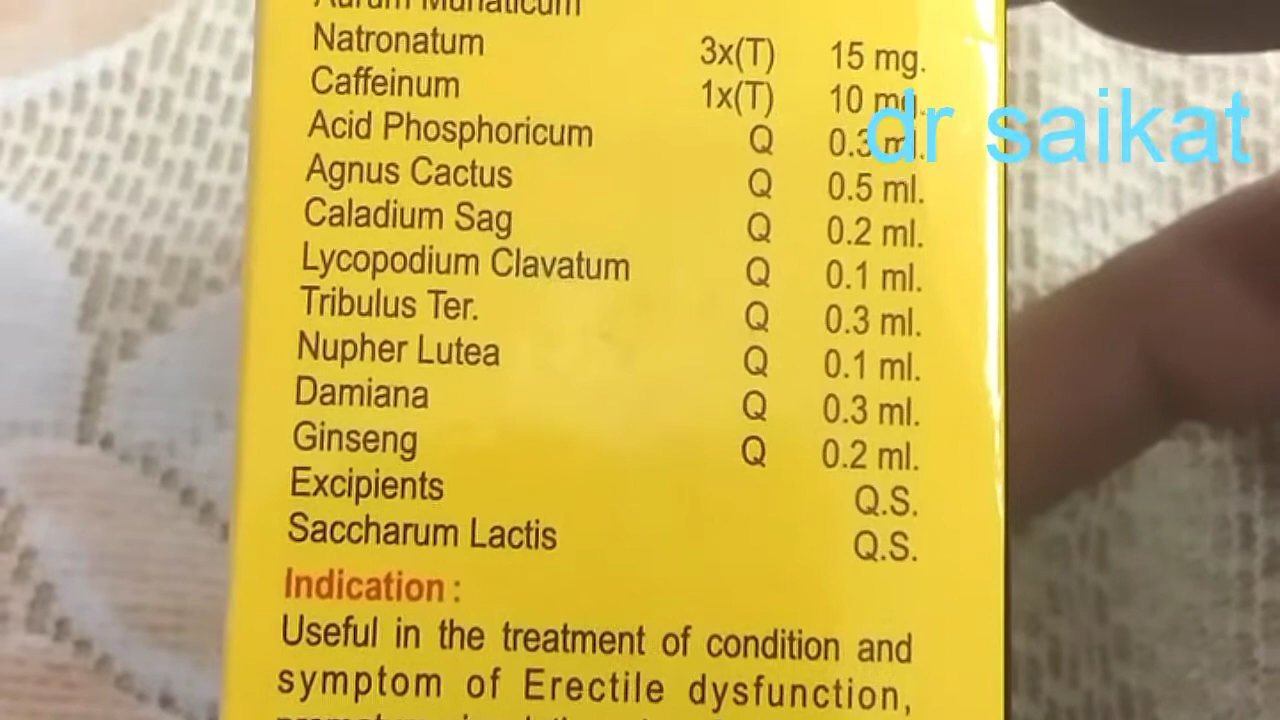 Aurum Muriaticum
Natronatum 3x(T) 15 mg.
Caffeinum 1x(T) 10 mg.
Acid Phosphoricum Q 0.3 ml.
Agnus Cactus Q 0.5 ml.
Caladium Sag Q 0.2 ml.
Lycopodium Clavatum Q 0.1 ml.
Tribulus Ter. Q 0.3 ml.
Nupher Lutea Q 0.1 ml.
Damiana Q 0.3 ml.
Ginseng Q 0.2 ml.
Excipients Q.S.
Saccharum Lactis Q.S.
Indication :
Useful in the treatment of condition and
symptom of Erectile dysfunction,
dr saikat